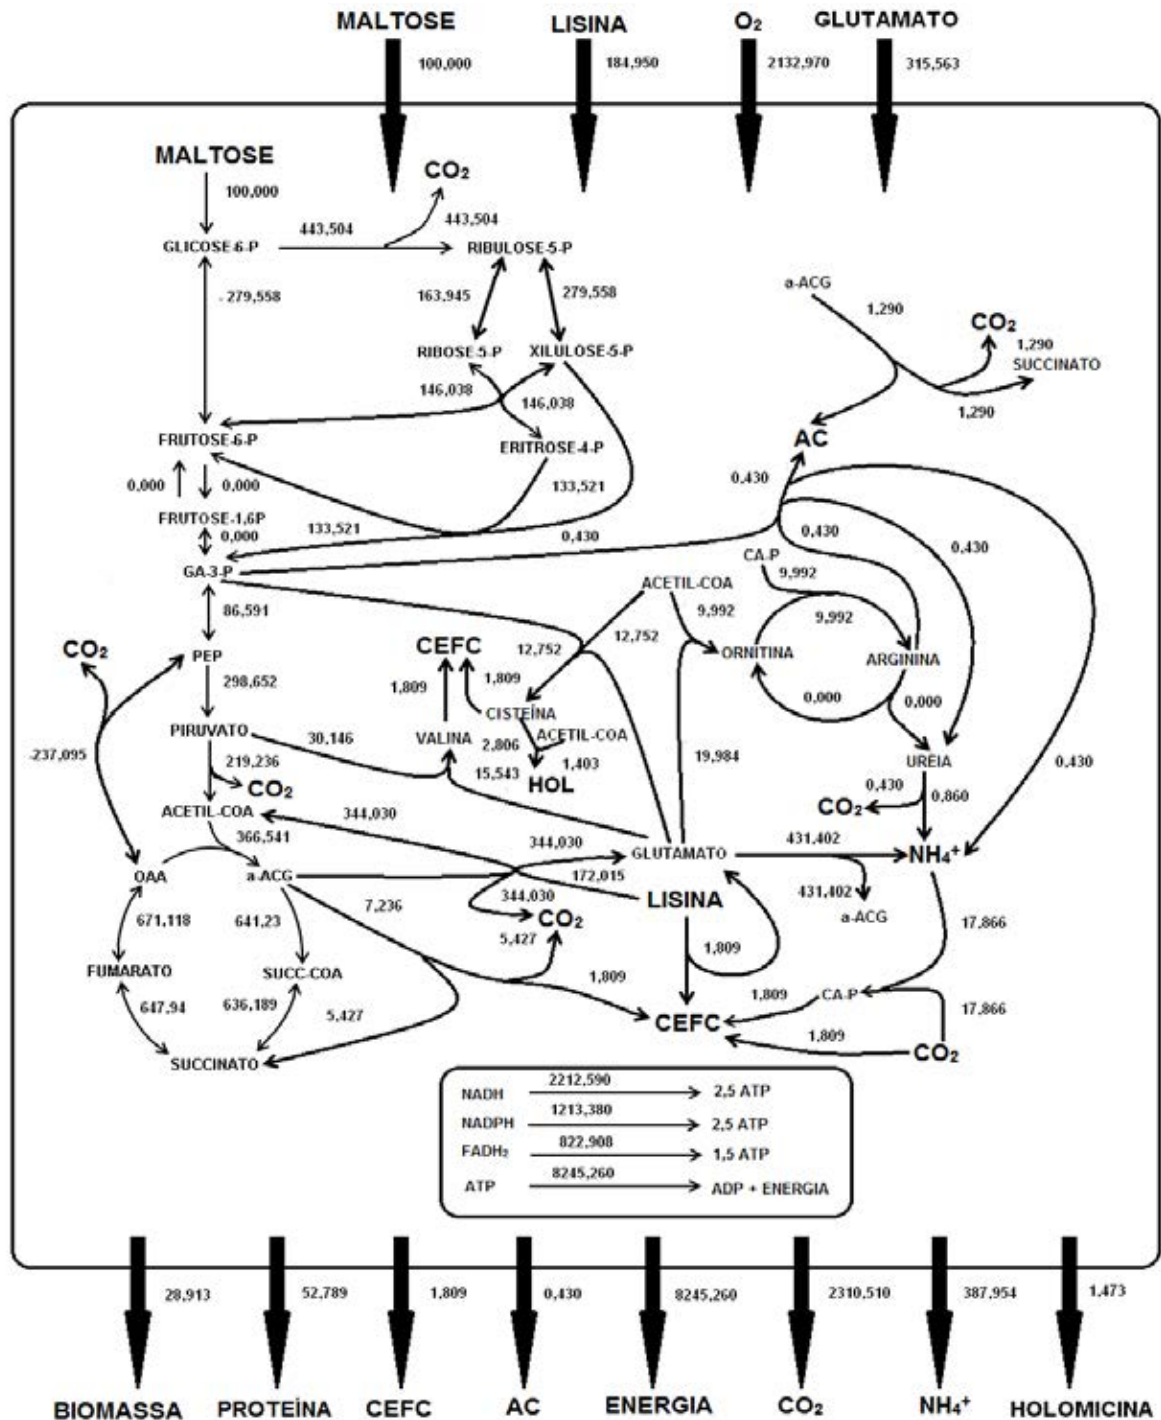 MALTOSE
LISINA
O₂
GLUTAMATO
100,000
184,950
2132,970
315,563
MALTOSE
CO₂
100,000
443,504
443,504
GLICOSE-6-P
RIBULOSE-5-P
- 279,558
163,945
279,558
a-ACG
1,290
CO₂
1,290
SUCCINATO
1,290
RIBOSE-5-P
XILULOSE-5-P
146,038
146,038
AC
FRUTOSE-6-P
ERITROSE-4-P
0,000
0,000
133,521
0,430
FRUTOSE-1,6P
0,000
133,521
0,430
0,430
0,430
GA-3-P
CA-P
9,992
ACETIL-COA
86,591
9,992
9,992
CO₂
PEP
CEFC
12,752
12,752
ORNITINA
ARGININA
298,652
1,809
1,809
0,000
0,000
CISTEÍNA
PIRUVATO
30,146
VALINA
2,806
ACETIL-COA
-237,095
219,236
15,543
1,403
19,984
UREIA
0,430
CO₂
HOL
0,430
0,860
CO₂
ACETIL-COA
344,030
366,541
344,030
GLUTAMATO
431,402
NH₄⁺
OAA
a-ACG
172,015
344,030
LISINA
431,402
a-ACG
7,236
CO₂
671,118
641,23
5,427
17,866
1,809
FUMARATO
SUCC-COA
1,809
1,809
CA-P
647,94
636,189
5,427
17,866
CEFC
1,809
CO₂
SUCCINATO
NADH
2212,590
2,5 ATP
NADPH
1213,380
2,5 ATP
FADH₂
822,908
1,5 ATP
ATP
8245,260
ADP + ENERGIA
28,913
52,789
1,809
0,430
8245,260
2310,510
387,954
1,473
BIOMASSA
PROTEÍNA
CEFC
AC
ENERGIA
CO₂
NH₄⁺
HOLOMICINA